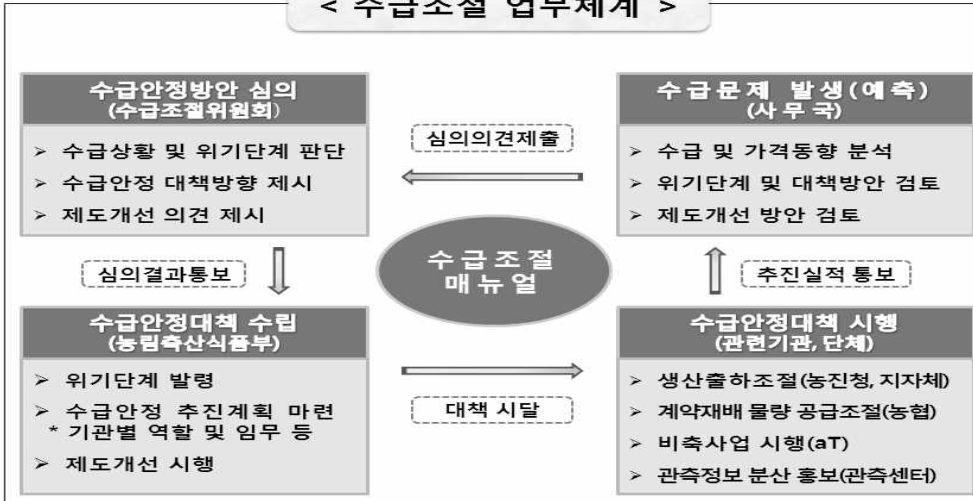 < 수급조절 업무체계 >
수급안정방안 심의
(수급조절위원회)
➢ 수급상황 및 위기단계 판단
➢ 수급안정 대책방향 제시
➢ 제도개선 의견 제시
심의의견제출
수급문제 발생(예측)
(사무국)
➢ 수급 및 가격동향 분석
➢ 위기단계 및 대책방안 검토
➢ 제도개선 방안 검토
심의결과통보
수급조절
매뉴얼
추진실적 통보
수급안정대책 수립
(농림축산식품부)
➢ 위기단계 발령
➢ 수급안정 추진계획 마련
* 기관별 역할 및 임무 등
➢ 제도개선 시행
대책 시달
수급안정대책 시행
(관련기관, 단체)
➢ 생산출하조절(농진청, 지자체)
➢ 계약재배 물량 공급조절(농협)
➢ 비축사업 시행(aT)
➢ 관측정보 분산 홍보(관측센터)